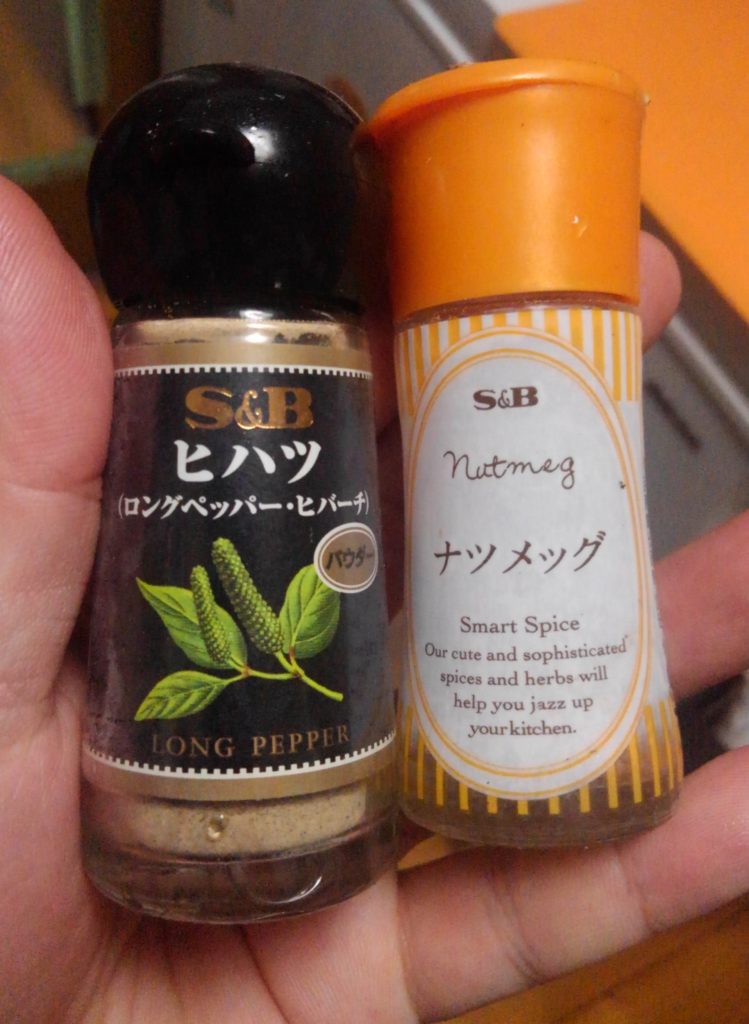 S&B
ヒハツ
(ロングペッパー・ヒバーチ)
パウダー
LONG PEPPER
S&B
Nutmeg
ナツメッグ
Smart Spice
Our cute and sophisticated
spices and herbs will
help you jazz up
your kitchen.